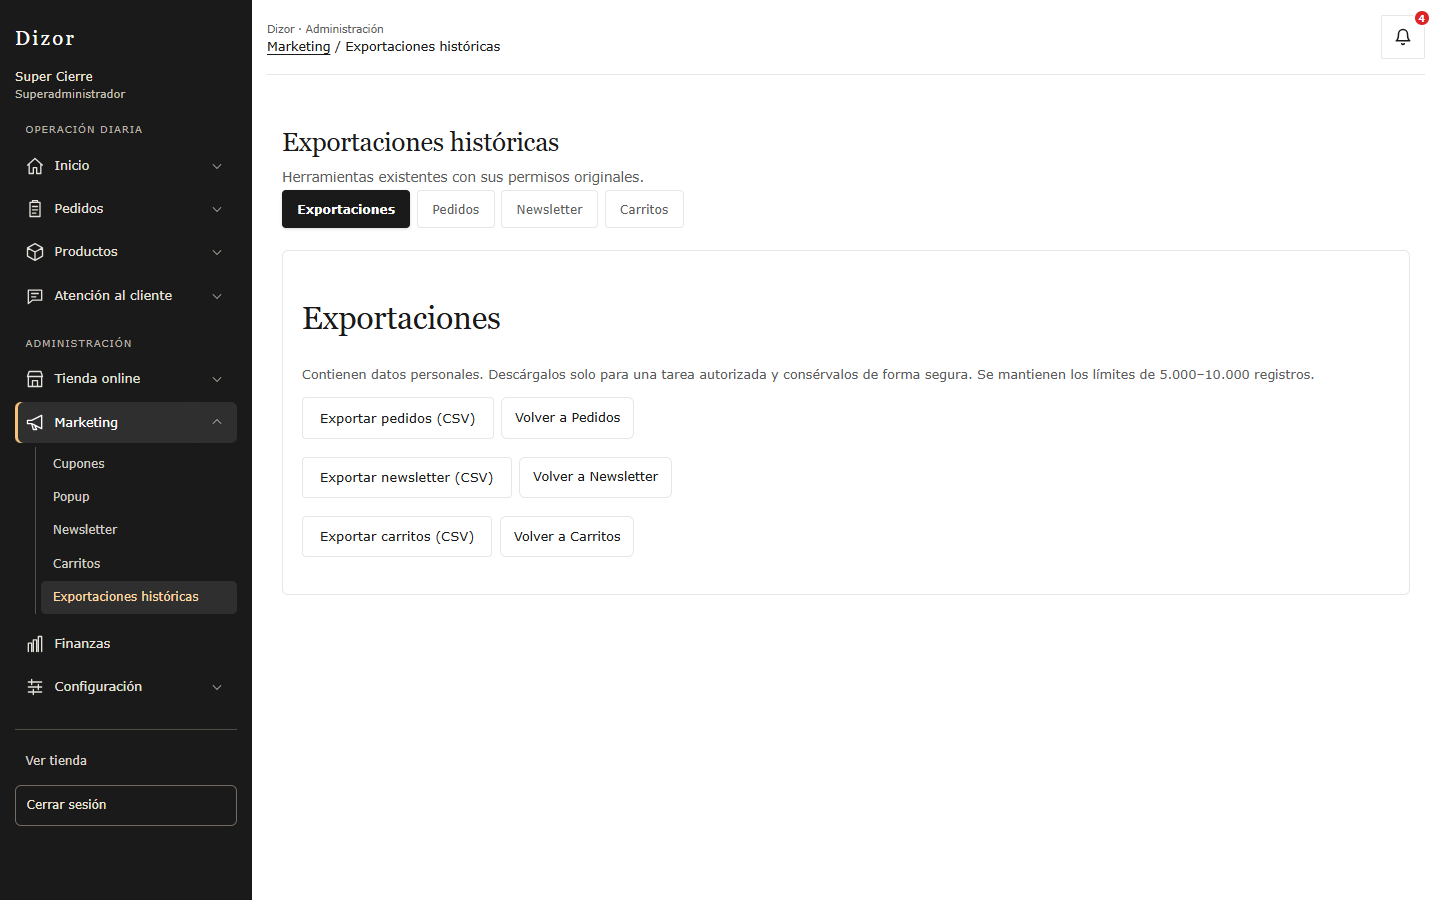 Dizor
Super Cierre
Superadministrador
OPERACIÓN DIARIA
Inicio
Pedidos
Productos
Atención al cliente
ADMINISTRACIÓN
Tienda online
Marketing
Cupones
Popup
Newsletter
Carritos
Exportaciones históricas
Finanzas
Configuración
Ver tienda
Cerrar sesión
Dizor · Administración
Marketing / Exportaciones históricas
4
Exportaciones históricas
Herramientas existentes con sus permisos originales.
Exportaciones Pedidos Newsletter Carritos
Exportaciones
Contienen datos personales. Descárgalos solo para una tarea autorizada y consérvalos de forma segura. Se mantienen los límites de 5.000–10.000 registros.
Exportar pedidos (CSV) Volver a Pedidos
Exportar newsletter (CSV) Volver a Newsletter
Exportar carritos (CSV) Volver a Carritos